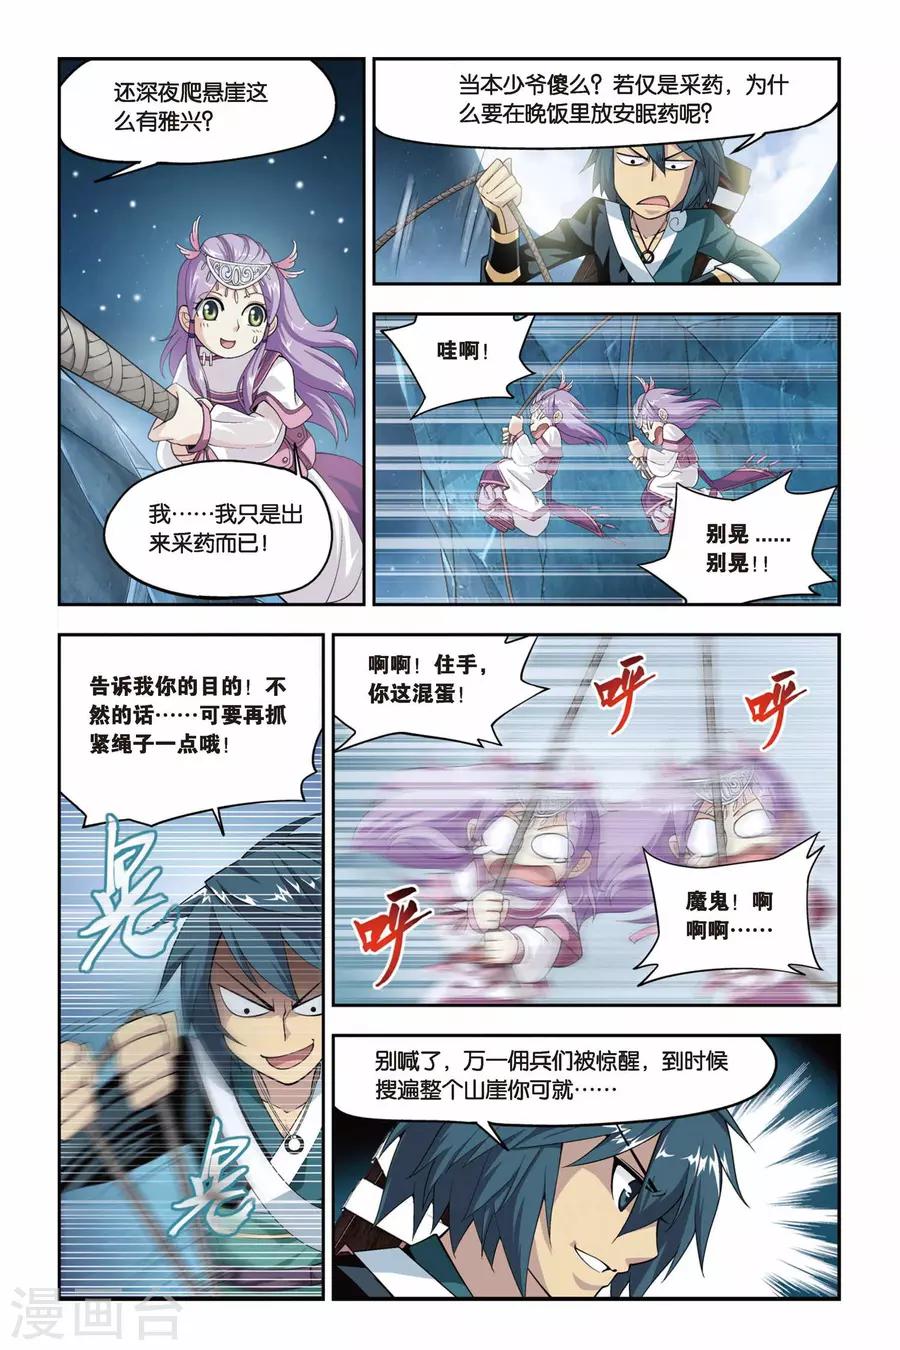 还深夜爬悬崖这
么有雅兴？
我……我只是出
来采药而已！
当本少爷傻么？若仅是采药，为什
么要在晚饭里放安眠药呢？
哇啊！
别晃……
别晃！！
告诉我你的目的！不
然的话……可要再抓
紧绳子一点哦！
晃
晃
啊啊！住手，
你这混蛋！
呼
呼
呼
魔鬼！啊
啊啊……
别喊了，万一佣兵们被惊醒，到时候
搜遍整个山崖你可就……
漫画台